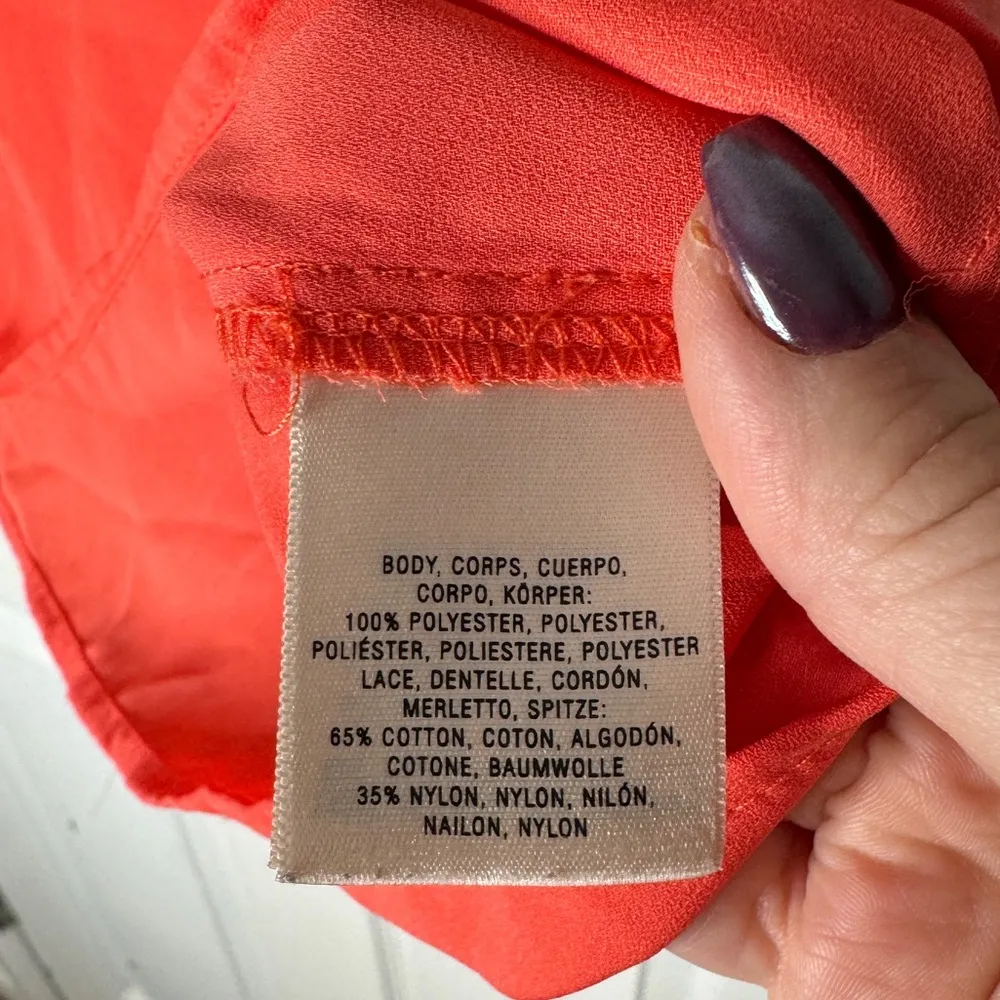 BODY, CORPS, CUERPO,
CORPO, KÖRPER:
100% POLYESTER, POLYESTER,
POLIÉSTER, POLIESTERE, POLYESTER
LACE, DENTELLE, CORDÓN,
MERLETTO, SPITZE:
65% COTTON, COTON, ALGODÓN,
COTONE, BAUMWOLLE
35% NYLON, NYLON, NILÓN,
NAILON, NYLON